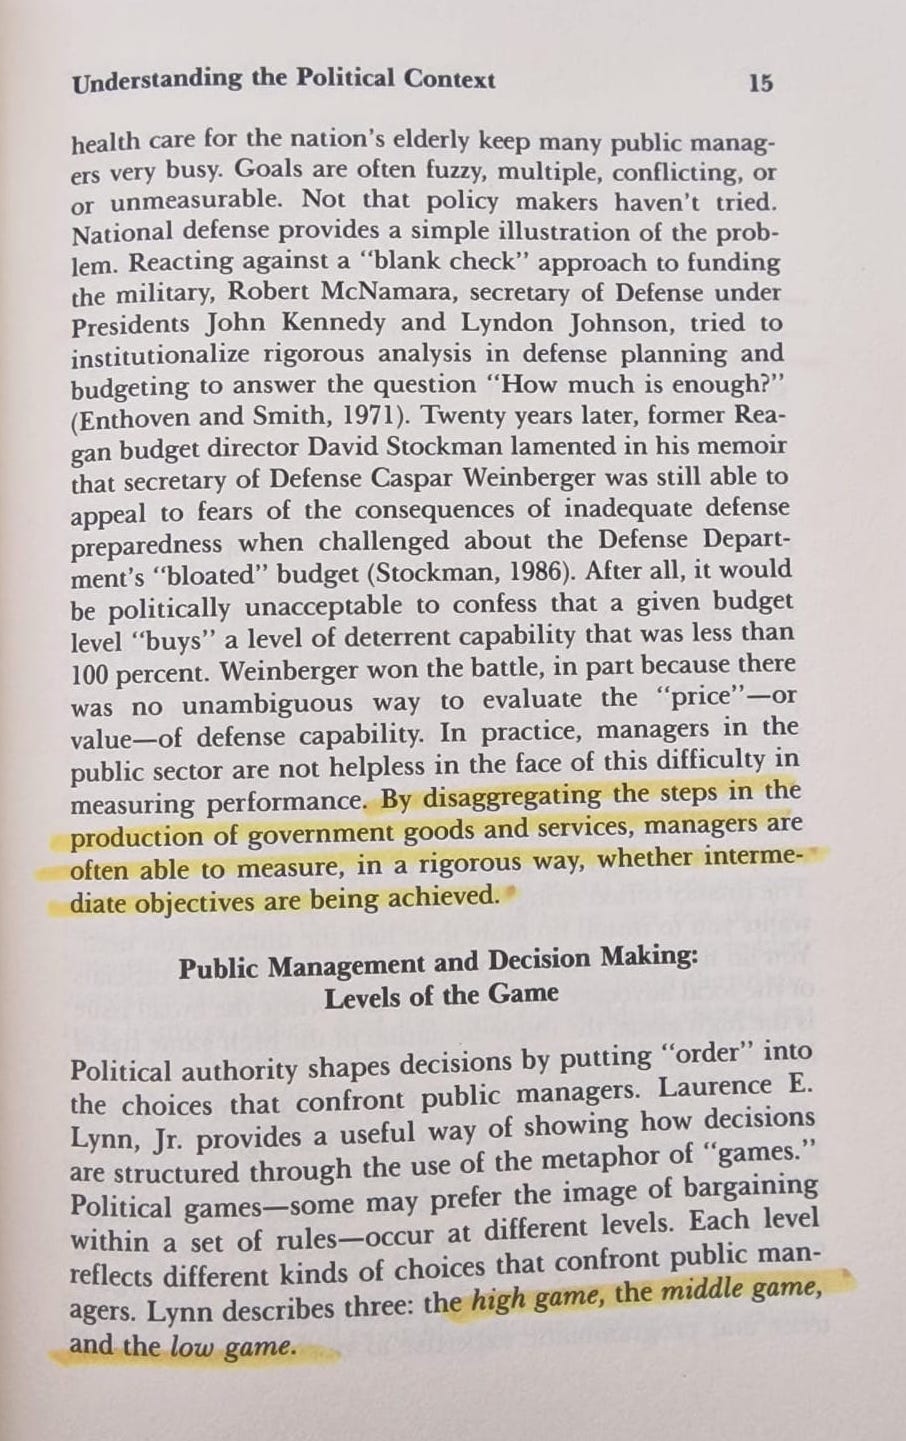 Understanding the Political Context 15
health care for the nation's elderly keep many public manag-
ers very busy. Goals are often fuzzy, multiple, conflicting, or
or unmeasurable. Not that policy makers haven't tried.
National defense provides a simple illustration of the prob-
lem. Reacting against a “blank check” approach to funding
the military, Robert McNamara, secretary of Defense under
Presidents John Kennedy and Lyndon Johnson, tried to
institutionalize rigorous analysis in defense planning and
budgeting to answer the question “How much is enough?”
(Enthoven and Smith, 1971). Twenty years later, former Rea-
gan budget director David Stockman lamented in his memoir
that secretary of Defense Caspar Weinberger was still able to
appeal to fears of the consequences of inadequate defense
preparedness when challenged about the Defense Depart-
ment's “bloated” budget (Stockman, 1986). After all, it would
be politically unacceptable to confess that a given budget
level “buys” a level of deterrent capability that was less than
100 percent. Weinberger won the battle, in part because there
was no unambiguous way to evaluate the “price”—or
value—of defense capability. In practice, managers in the
public sector are not helpless in the face of this difficulty in
measuring performance. By disaggregating the steps in the
production of government goods and services, managers are
often able to measure, in a rigorous way, whether interme-
diate objectives are being achieved.
Public Management and Decision Making:
Levels of the Game
Political authority shapes decisions by putting “order” into
the choices that confront public managers. Laurence E.
Lynn, Jr. provides a useful way of showing how decisions
are structured through the use of the metaphor of “games.”
Political games—some may prefer the image of bargaining
within a set of rules—occur at different levels. Each level
reflects different kinds of choices that confront public man-
agers. Lynn describes three: the high game, the middle game,
and the low game.